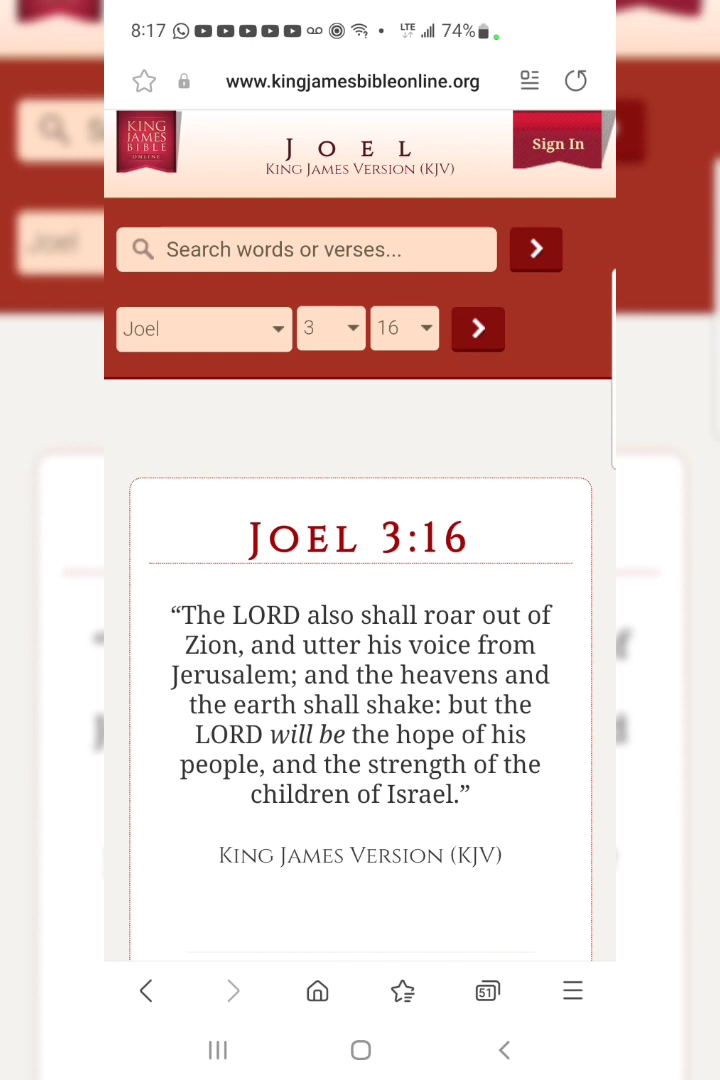 8:17 LTE 74%
www.kingjamesbibleonline.org
KING
JAMES
BIBLE
ONLINE
JOEL
KING JAMES VERSION (KJV)
Sign In
Search words or verses...
Joel 3 16
JOEL 3:16
“The LORD also shall roar out of
Zion, and utter his voice from
Jerusalem; and the heavens and
the earth shall shake: but the
LORD will be the hope of his
people, and the strength of the
children of Israel.”
KING JAMES VERSION (KJV)
51